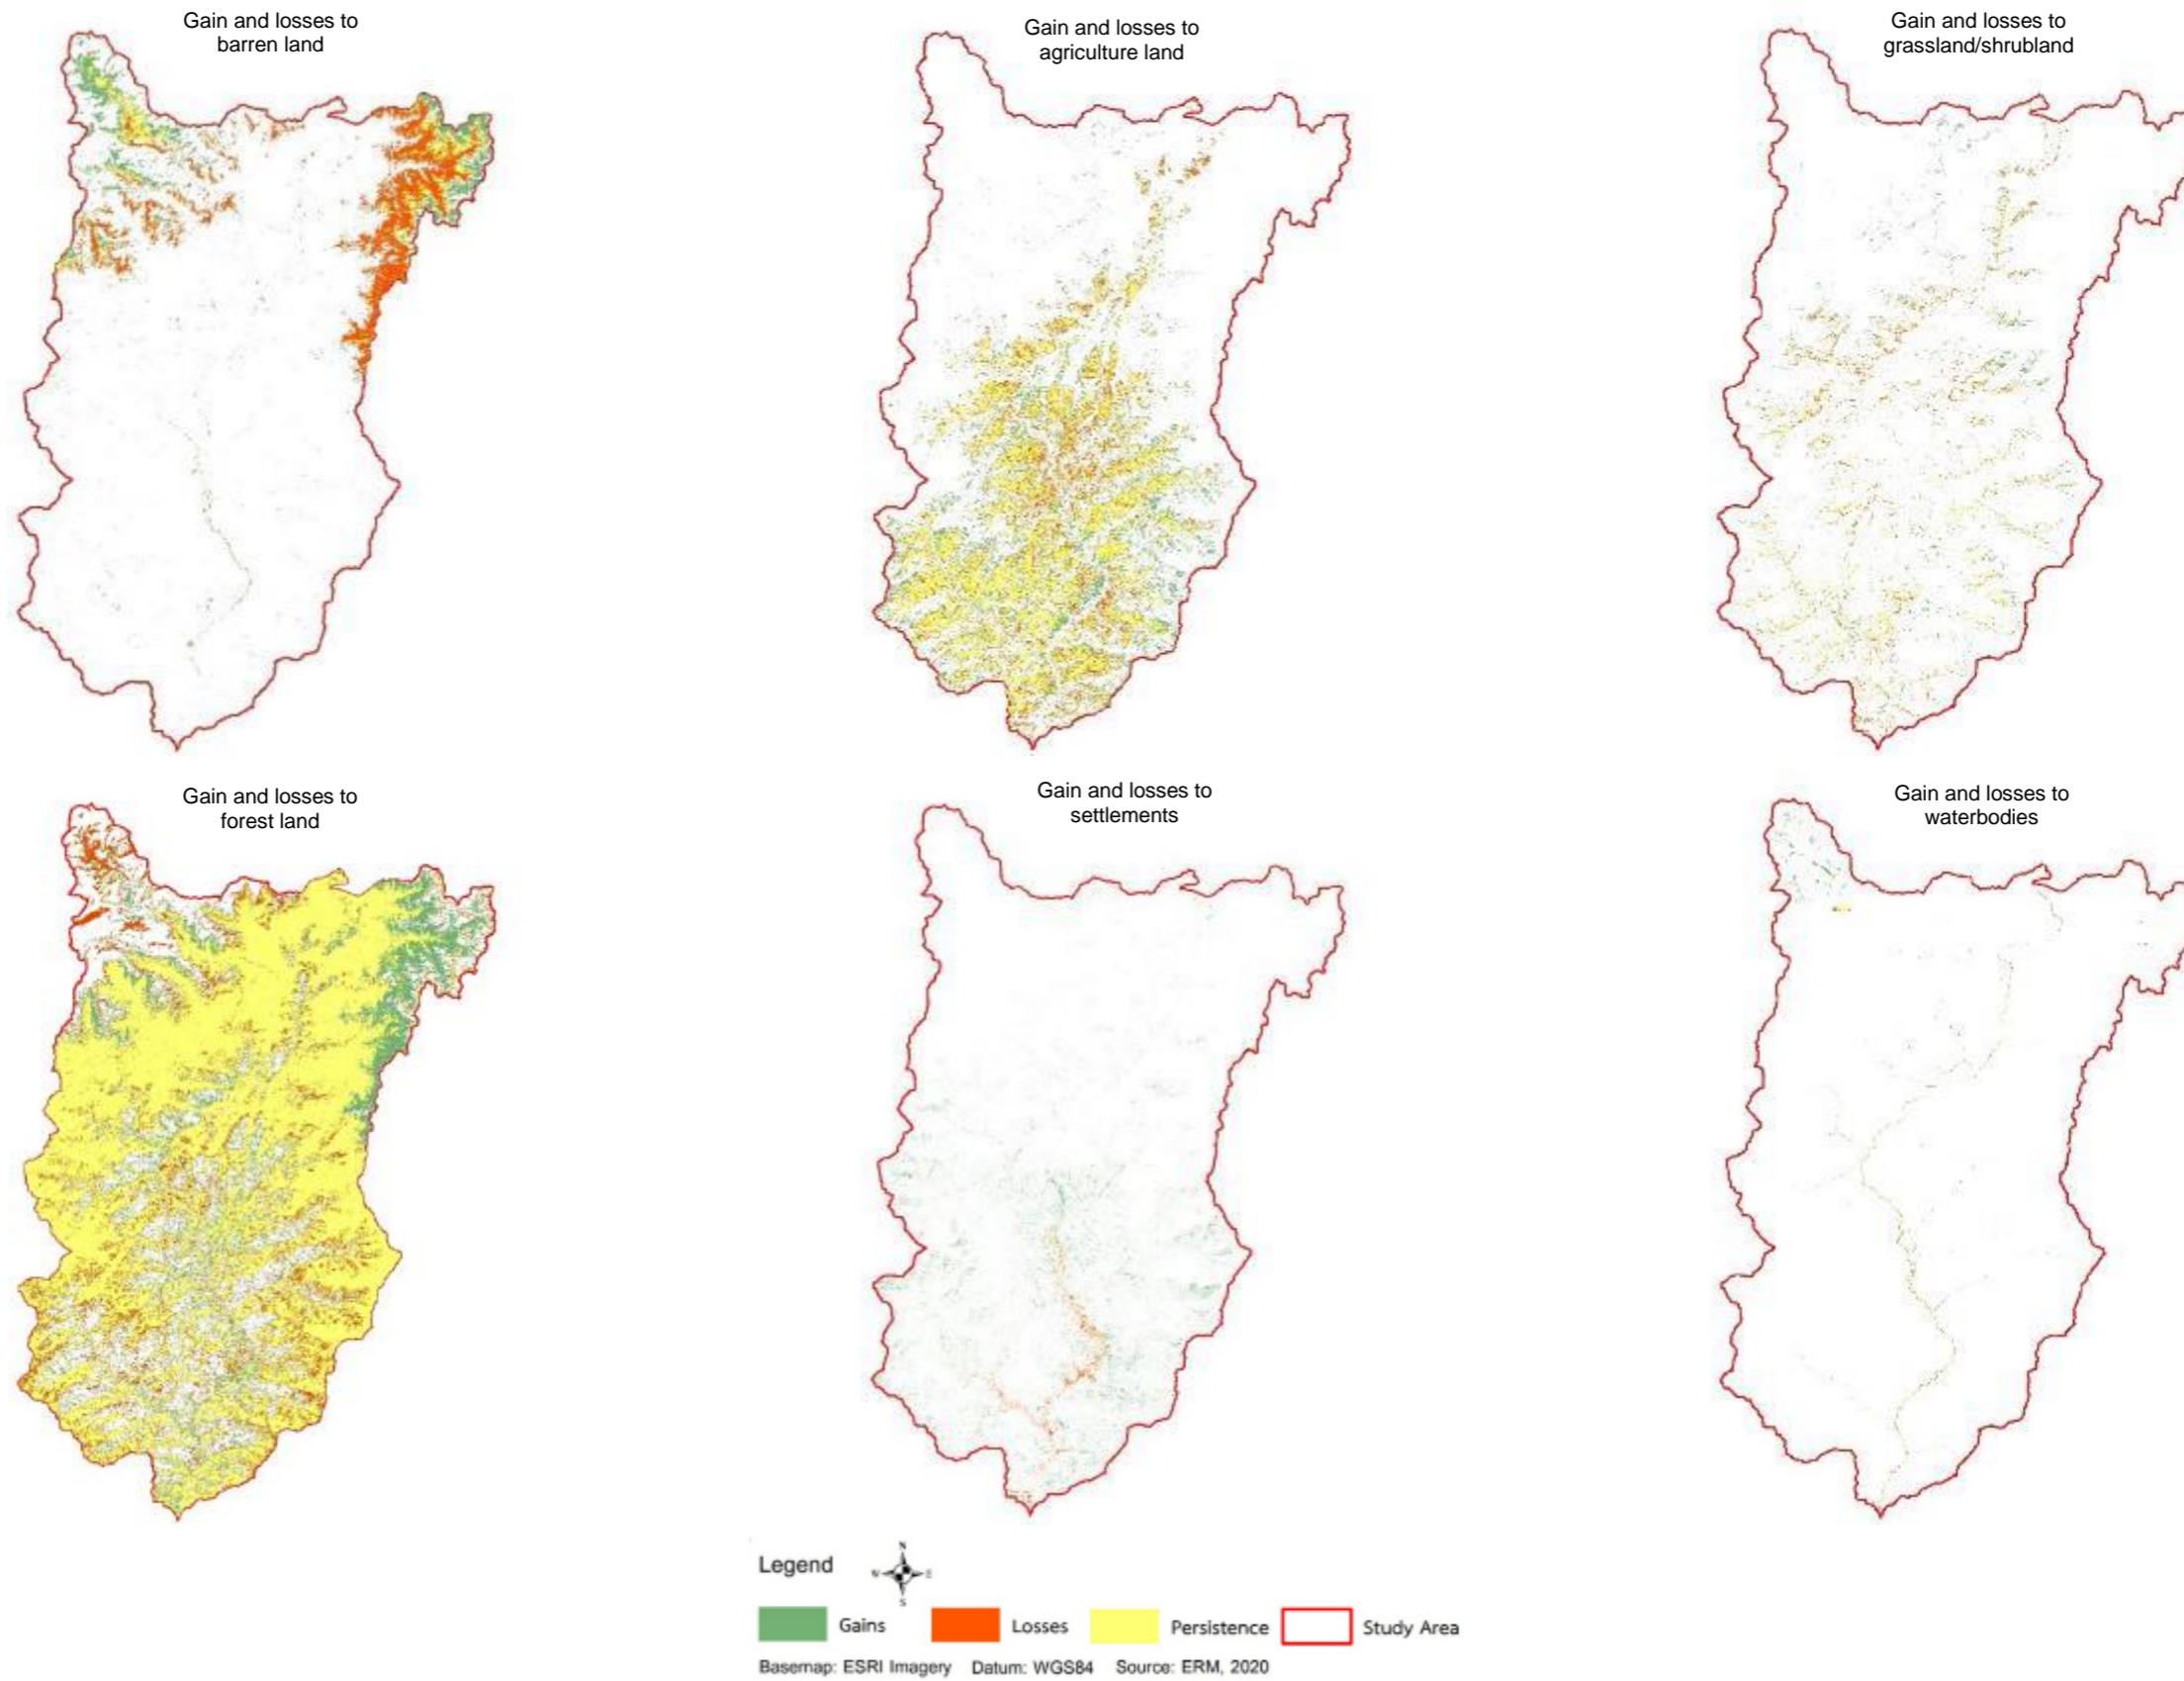 Gain and losses to
barren land
Gain and losses to
agriculture land
Gain and losses to
grassland/shrubland
Gain and losses to
forest land
Gain and losses to
settlements
Gain and losses to
waterbodies
Legend
N
W E
S
Gains Losses Persistence Study Area
Basemap: ESRI Imagery Datum: WGS84 Source: ERM, 2020